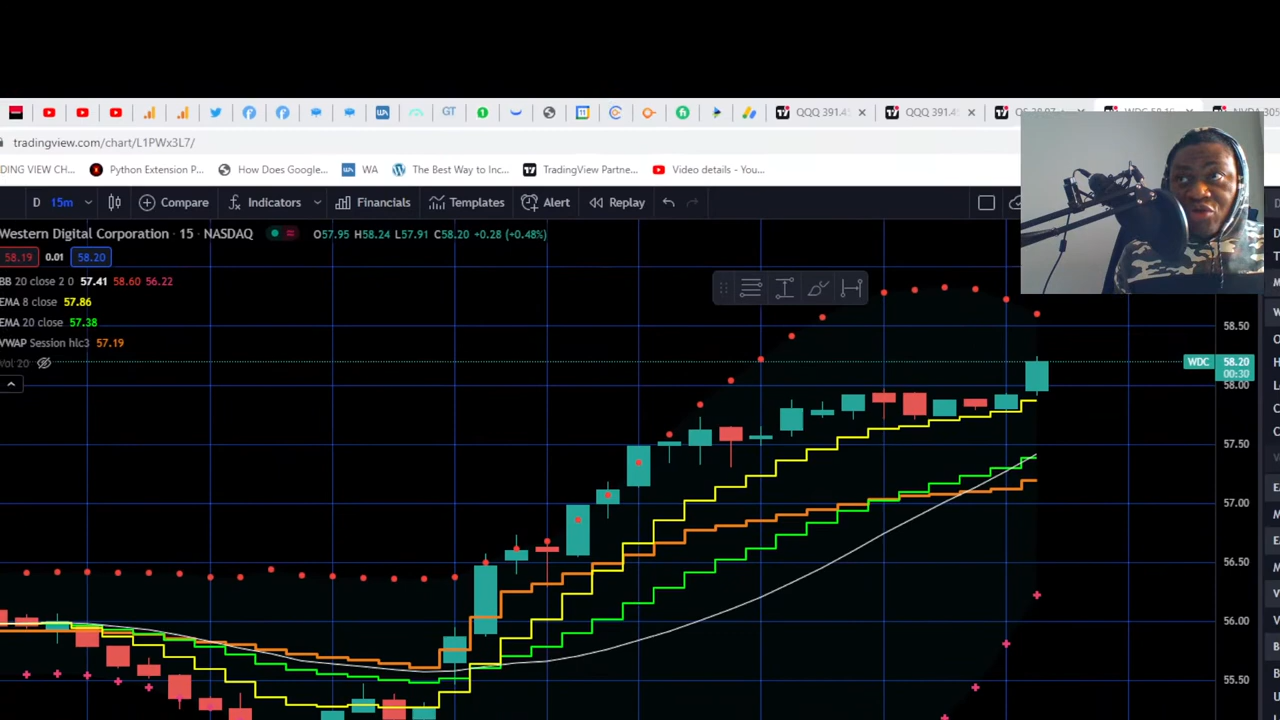 QQQ 391.4
QQQ 391.4
WDC 58.19
tradingview.com/chart/L1PWx3L7/
DING VIEW CH...
Python Extension P...
How Does Google...
WA
The Best Way to Inc...
TradingView Partne...
Video details - You...
D 15m Compare Indicators Financials Templates Alert Replay
Western Digital Corporation · 15 · NASDAQ O57.95 H58.24 L57.91 C58.20 +0.28 (+0.48%)
58.19 0.01 58.20
BB 20 close 2 0 57.41 58.60 56.22
EMA 8 close 57.86
EMA 20 close 57.38
VWAP Session hlc3 57.19
Vol 20
58.50
WDC 58.20
00:30
58.00
57.50
57.00
56.50
56.00
55.50